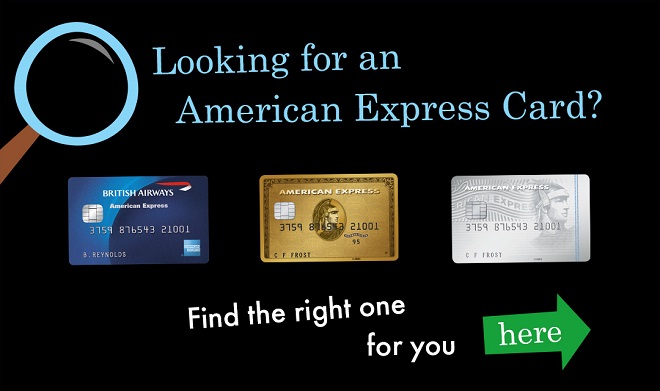 Looking for an
American Express Card?
BRITISH AIRWAYS
American Express
3759 876543 21001
B. REYNOLDS
AMERICAN EXPRESS
3759 876543 21001
95
C F FROST
AMERICAN EXPRESS
3759 876543 21001
C F FROST
Find the right one
for you
here